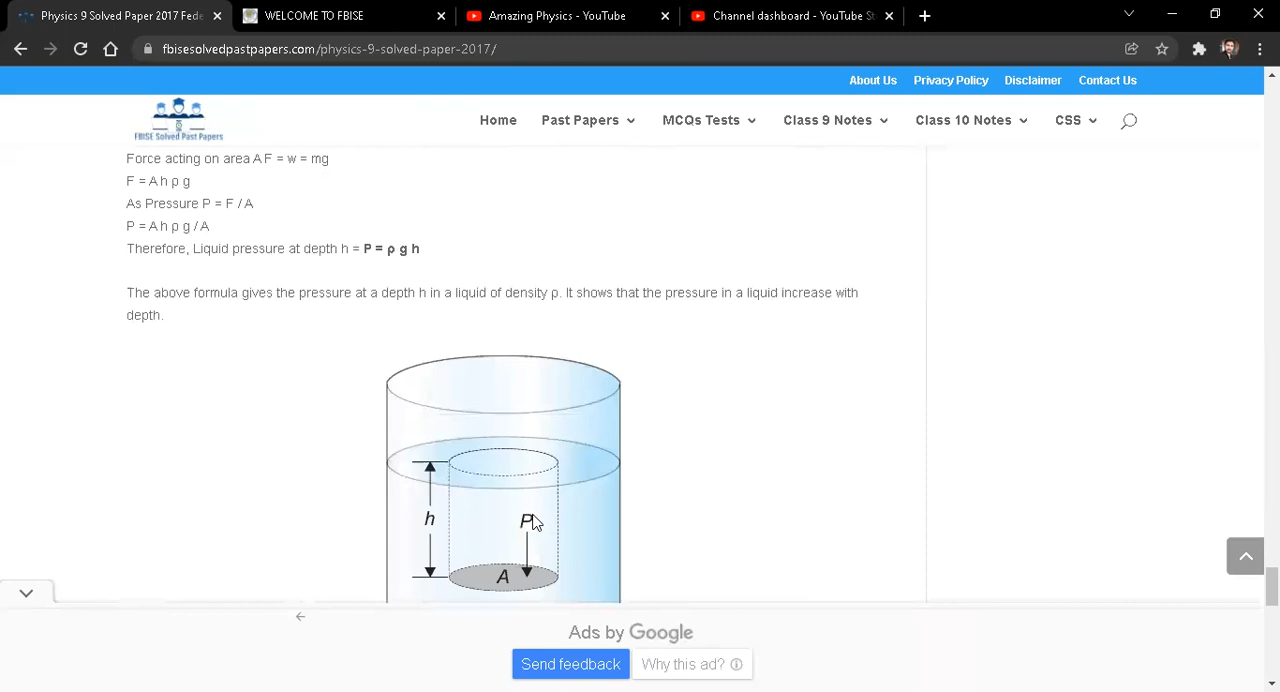 Physics 9 Solved Paper 2017 Fede
WELCOME TO FBISE
Amazing Physics - YouTube
Channel dashboard - YouTube St
fbisesolvedpastpapers.com/physics-9-solved-paper-2017/
About Us Privacy Policy Disclaimer Contact Us
FBISE Solved Past Papers
Home Past Papers MCQs Tests Class 9 Notes Class 10 Notes CSS
Force acting on area A F = w = mg
F = A h ρ g
As Pressure P = F / A
P = A h ρ g / A
Therefore, Liquid pressure at depth h = P = ρ g h
The above formula gives the pressure at a depth h in a liquid of density ρ. It shows that the pressure in a liquid increase with
depth.
h
P
A
Ads by Google
Send feedback Why this ad?